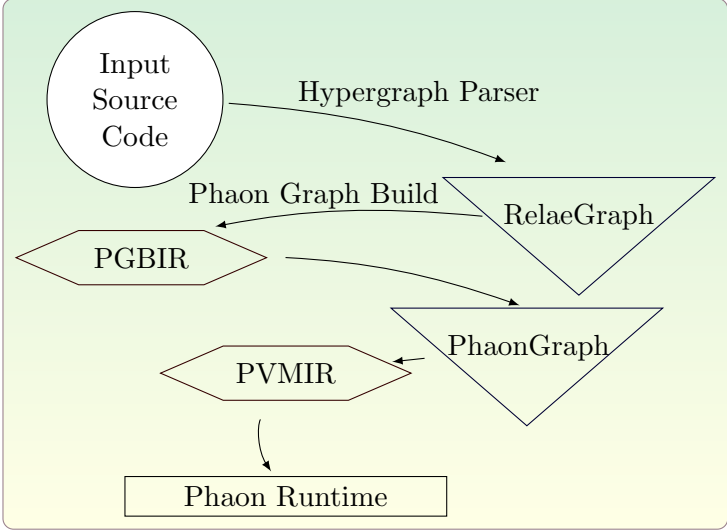 Input
Source
Code
Hypergraph Parser
Phaon Graph Build
RelaeGraph
PGBIR
PhaonGraph
PVMIR
Phaon Runtime